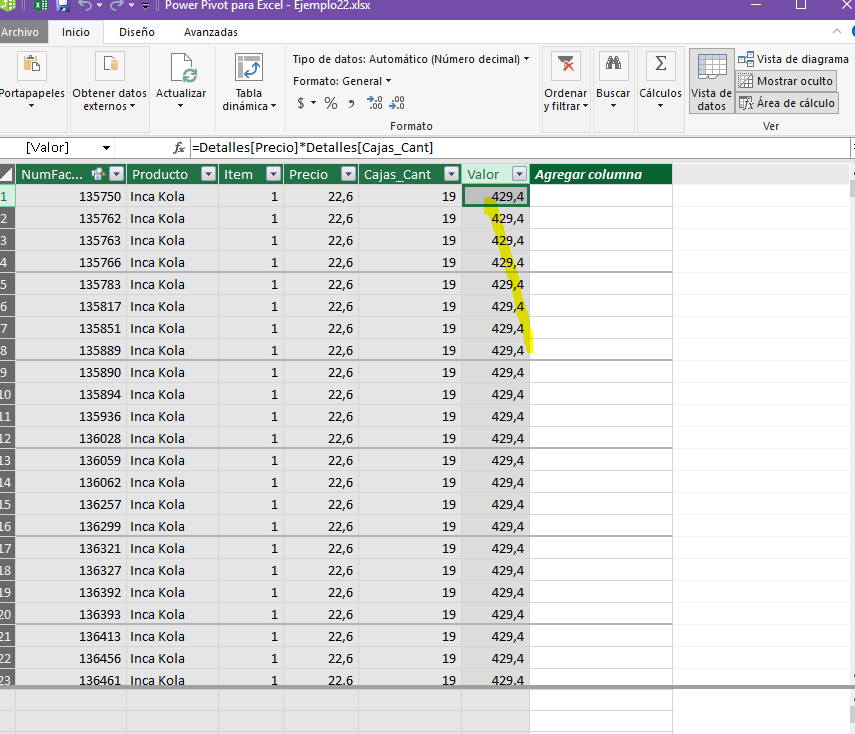 Power Pivot para Excel - Ejemplo22.xlsx
Archivo Inicio Diseño Avanzadas
Portapapeles
Obtener datos externos
Actualizar
Tabla dinámica
Tipo de datos: Automático (Número decimal)
Formato: General
$ % , ,00 ,00
Formato
Ordenar y filtrar
Buscar
Cálculos
Vista de datos
Vista de diagrama
Mostrar oculto
Área de cálculo
Ver
[Valor] fx =Detalles[Precio]*Detalles[Cajas_Cant]
NumFac... Producto Item Precio Cajas_Cant Valor Agregar columna
1 135750 Inca Kola 1 22,6 19 429,4
2 135762 Inca Kola 1 22,6 19 429,4
3 135763 Inca Kola 1 22,6 19 429,4
4 135766 Inca Kola 1 22,6 19 429,4
5 135783 Inca Kola 1 22,6 19 429,4
6 135817 Inca Kola 1 22,6 19 429,4
7 135851 Inca Kola 1 22,6 19 429,4
8 135889 Inca Kola 1 22,6 19 429,4
9 135890 Inca Kola 1 22,6 19 429,4
10 135894 Inca Kola 1 22,6 19 429,4
11 135936 Inca Kola 1 22,6 19 429,4
12 136028 Inca Kola 1 22,6 19 429,4
13 136059 Inca Kola 1 22,6 19 429,4
14 136062 Inca Kola 1 22,6 19 429,4
15 136257 Inca Kola 1 22,6 19 429,4
16 136299 Inca Kola 1 22,6 19 429,4
17 136321 Inca Kola 1 22,6 19 429,4
18 136327 Inca Kola 1 22,6 19 429,4
19 136392 Inca Kola 1 22,6 19 429,4
20 136393 Inca Kola 1 22,6 19 429,4
21 136413 Inca Kola 1 22,6 19 429,4
22 136456 Inca Kola 1 22,6 19 429,4
23 136461 Inca Kola 1 22,6 19 429,4